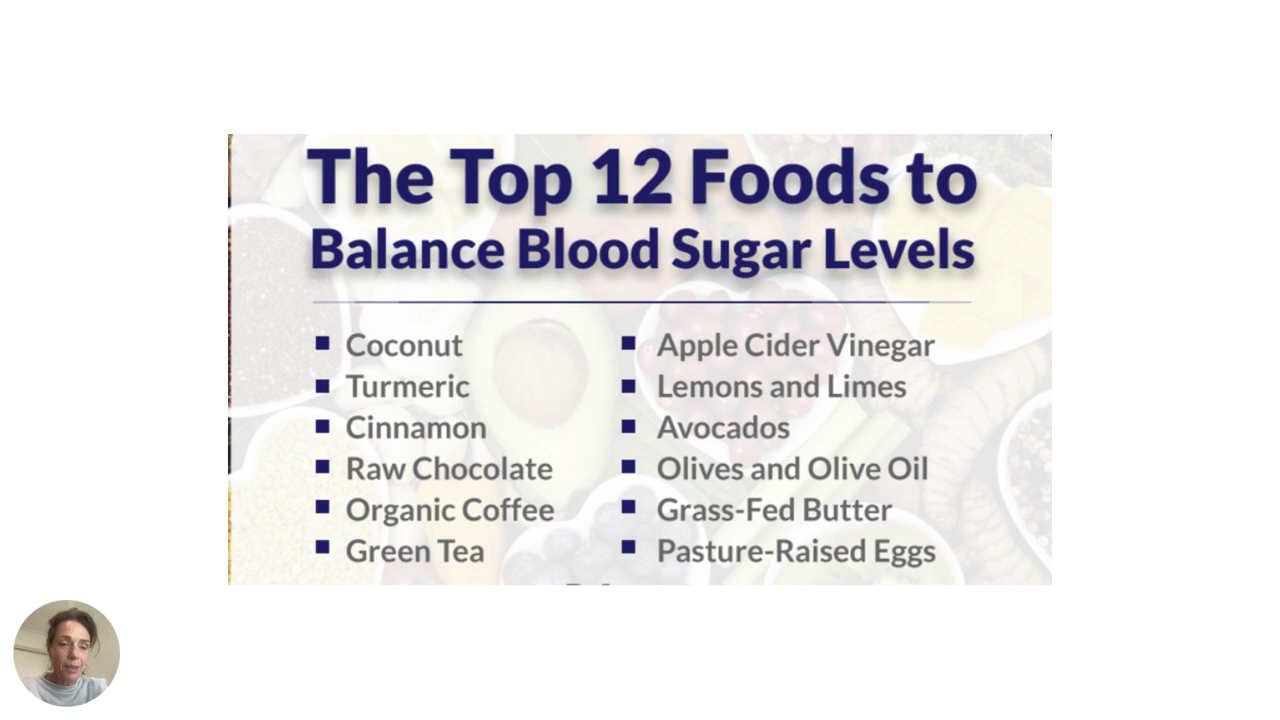 The Top 12 Foods to
Balance Blood Sugar Levels
Coconut
Turmeric
Cinnamon
Raw Chocolate
Organic Coffee
Green Tea
Apple Cider Vinegar
Lemons and Limes
Avocados
Olives and Olive Oil
Grass-Fed Butter
Pasture-Raised Eggs